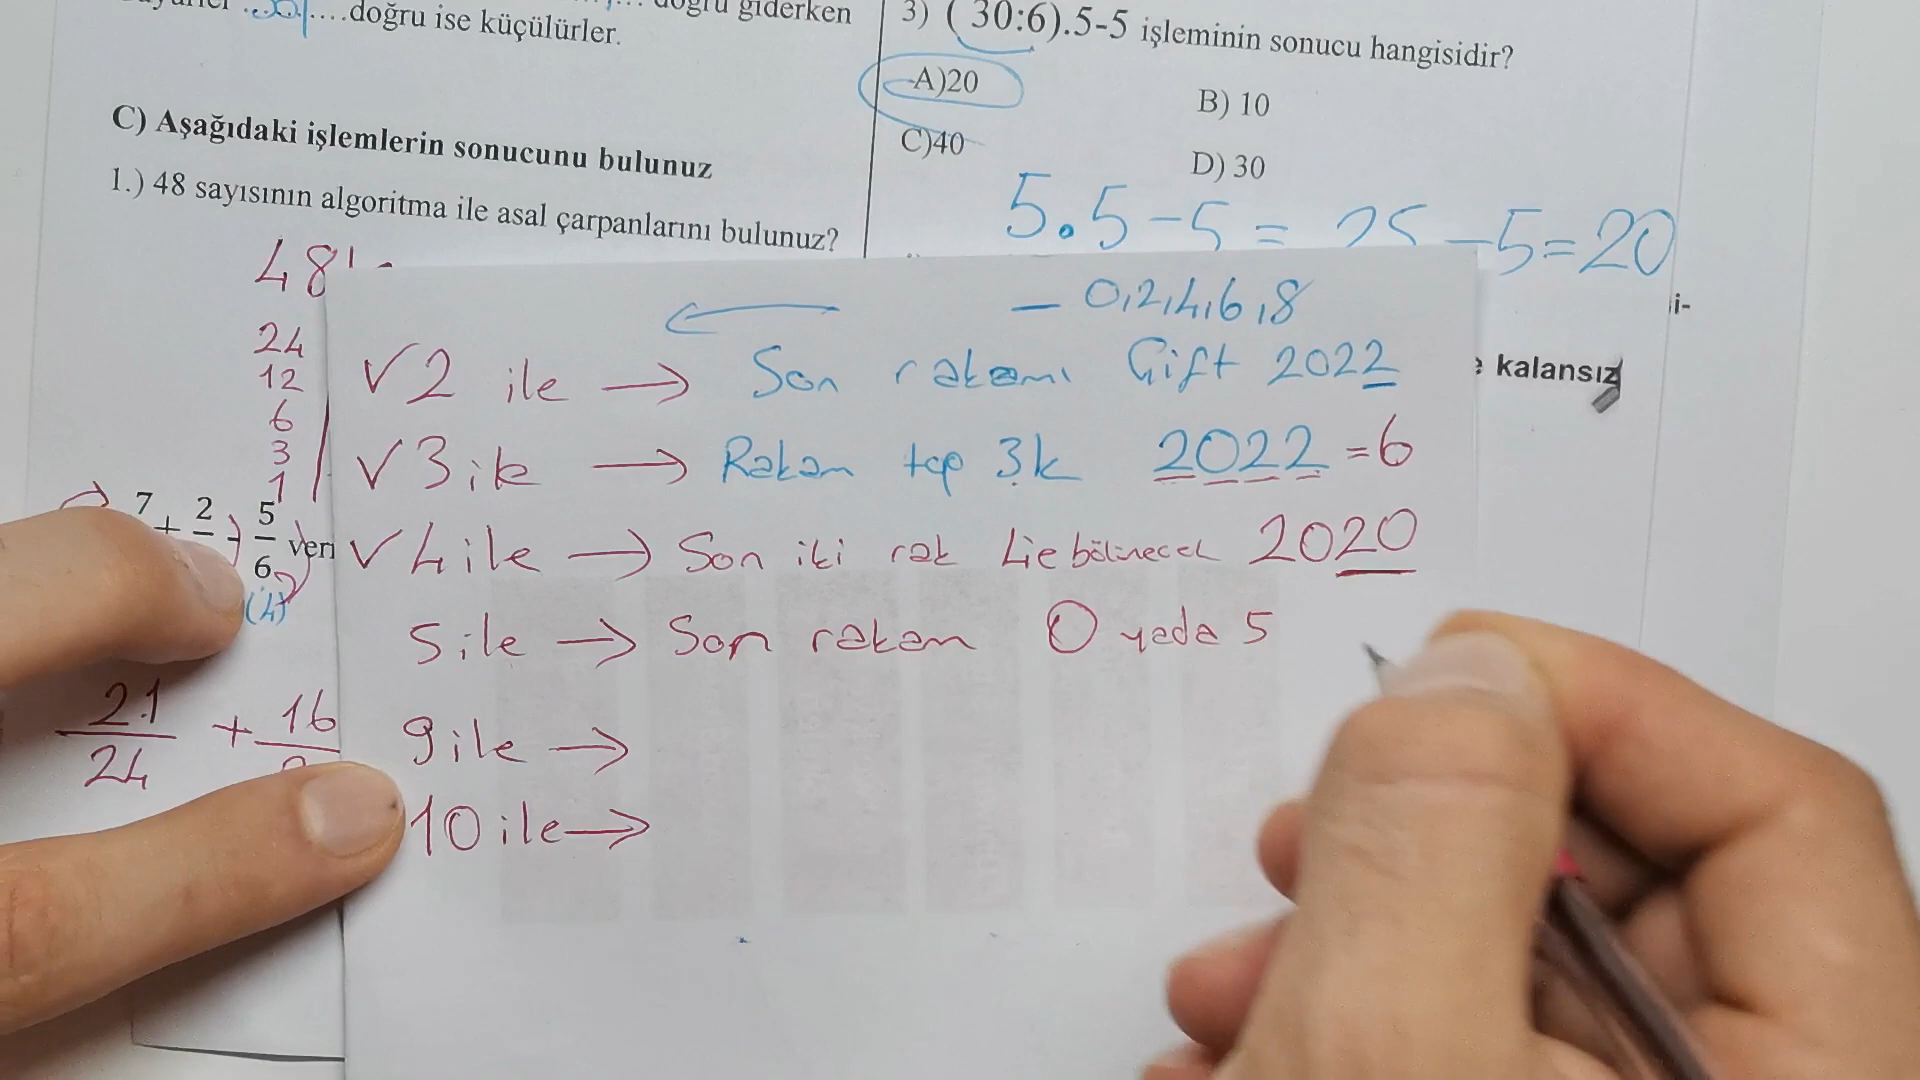 doğru giderken
....doğru ise küçülürler.
C) Aşağıdaki işlemlerin sonucunu bulunuz
1.) 48 sayısının algoritma ile asal çarpanlarını bulunuz?
48
24
12
6
3
1
7 + 2 - 5
6
(4)
veri
21 + 16
24
3) (30:6).5-5 işleminin sonucu hangisidir?
A)20
B) 10
C)40
D) 30
5.5-5 = 25-5=20
i-
kalansız
- 0,2,4,6,8
√2 ile → Son rakamı Çift 2022
√3 ile → Rakam top 3k 2022 = 6
√4 ile → Son iki rak 4 e bölünecek 2020
5 ile → Son rakam 0 yada 5
9 ile →
10 ile →